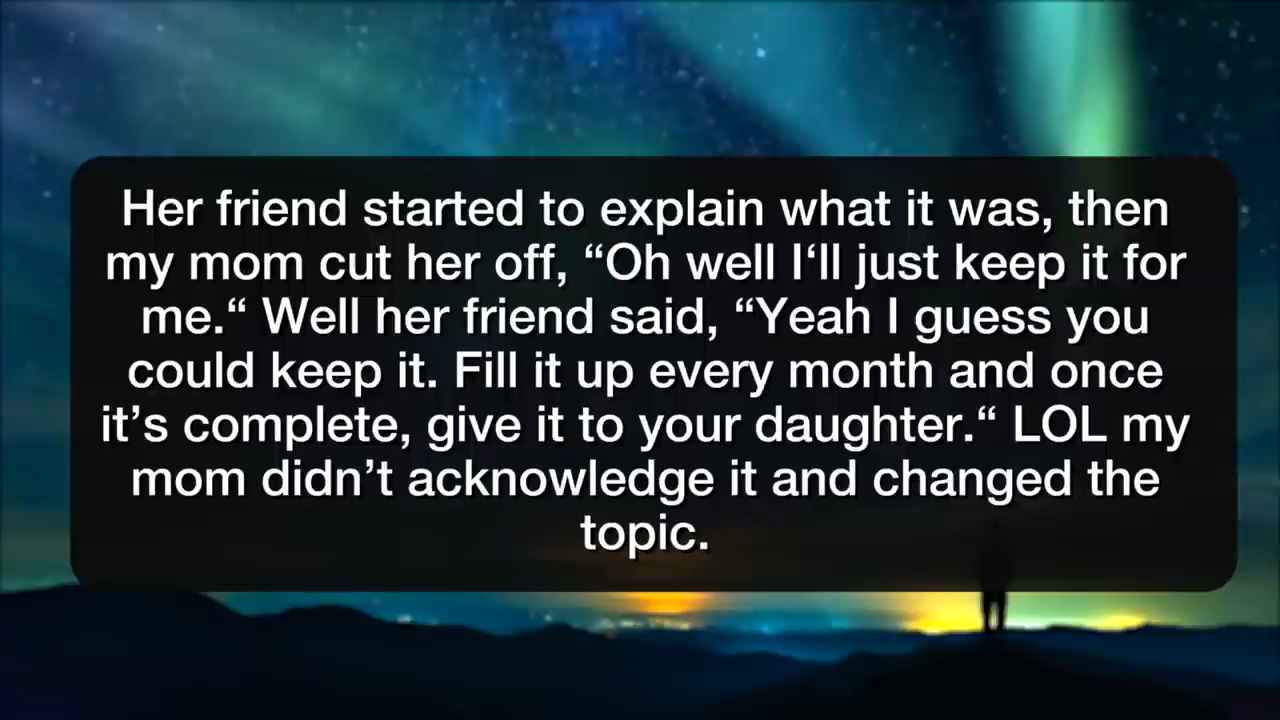 Her friend started to explain what it was, then
my mom cut her off, “Oh well I‘ll just keep it for
me.“ Well her friend said, “Yeah I guess you
could keep it. Fill it up every month and once
it’s complete, give it to your daughter.“ LOL my
mom didn’t acknowledge it and changed the
topic.